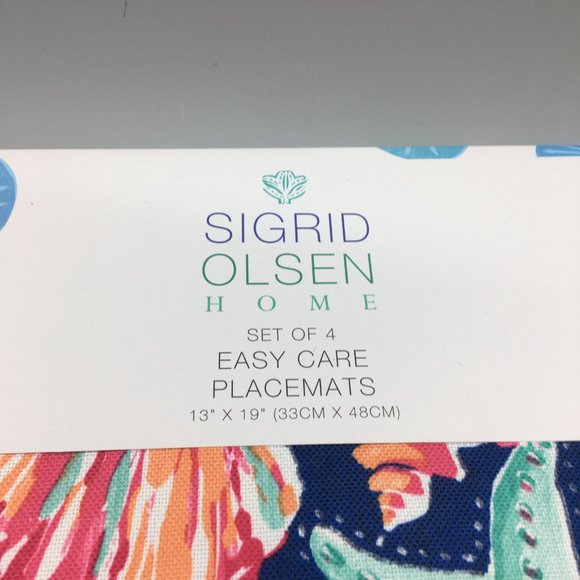 SIGRID
OLSEN
HOME
SET OF 4
EASY CARE
PLACEMATS
13" X 19" (33CM X 48CM)